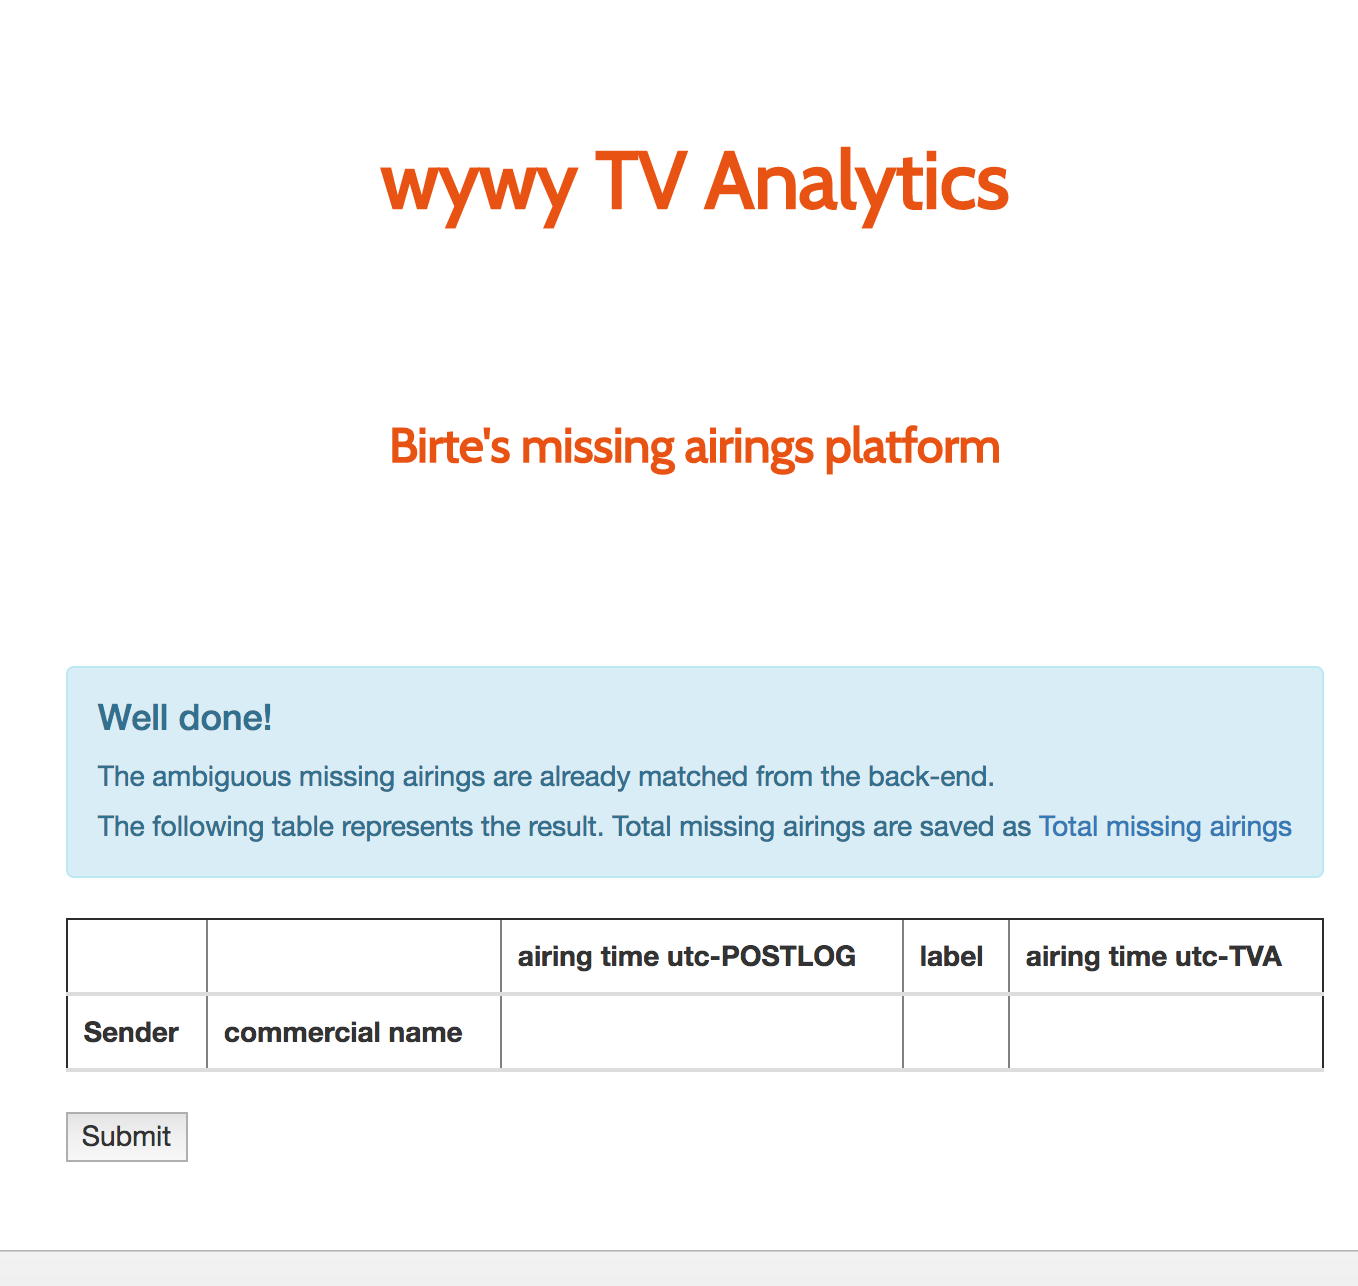 wywy TV Analytics
Birte's missing airings platform
Well done!
The ambiguous missing airings are already matched from the back-end.
The following table represents the result. Total missing airings are saved as Total missing airings
airing time utc-POSTLOG label airing time utc-TVA
Sender commercial name
Submit